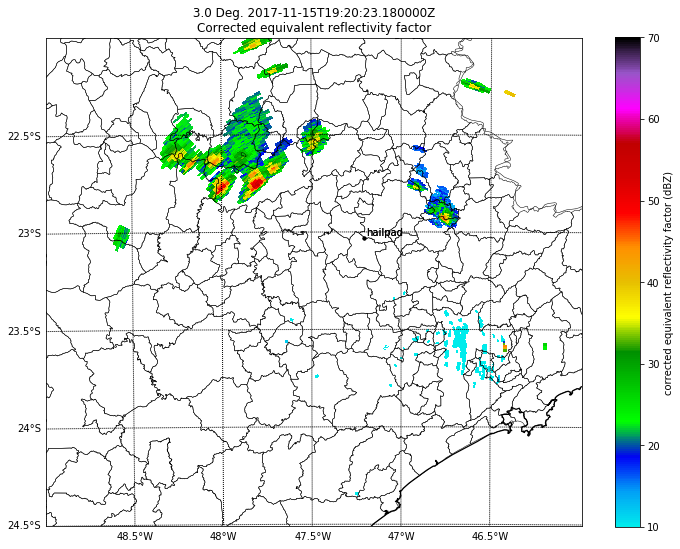 3.0 Deg. 2017-11-15T19:20:23.180000Z
Corrected equivalent reflectivity factor
70
60
50
40
30
20
10
corrected equivalent reflectivity factor (dBZ)
22.5°S
23°S
23.5°S
24°S
24.5°S
hailpad
48.5°W
48°W
47.5°W
47°W
46.5°W